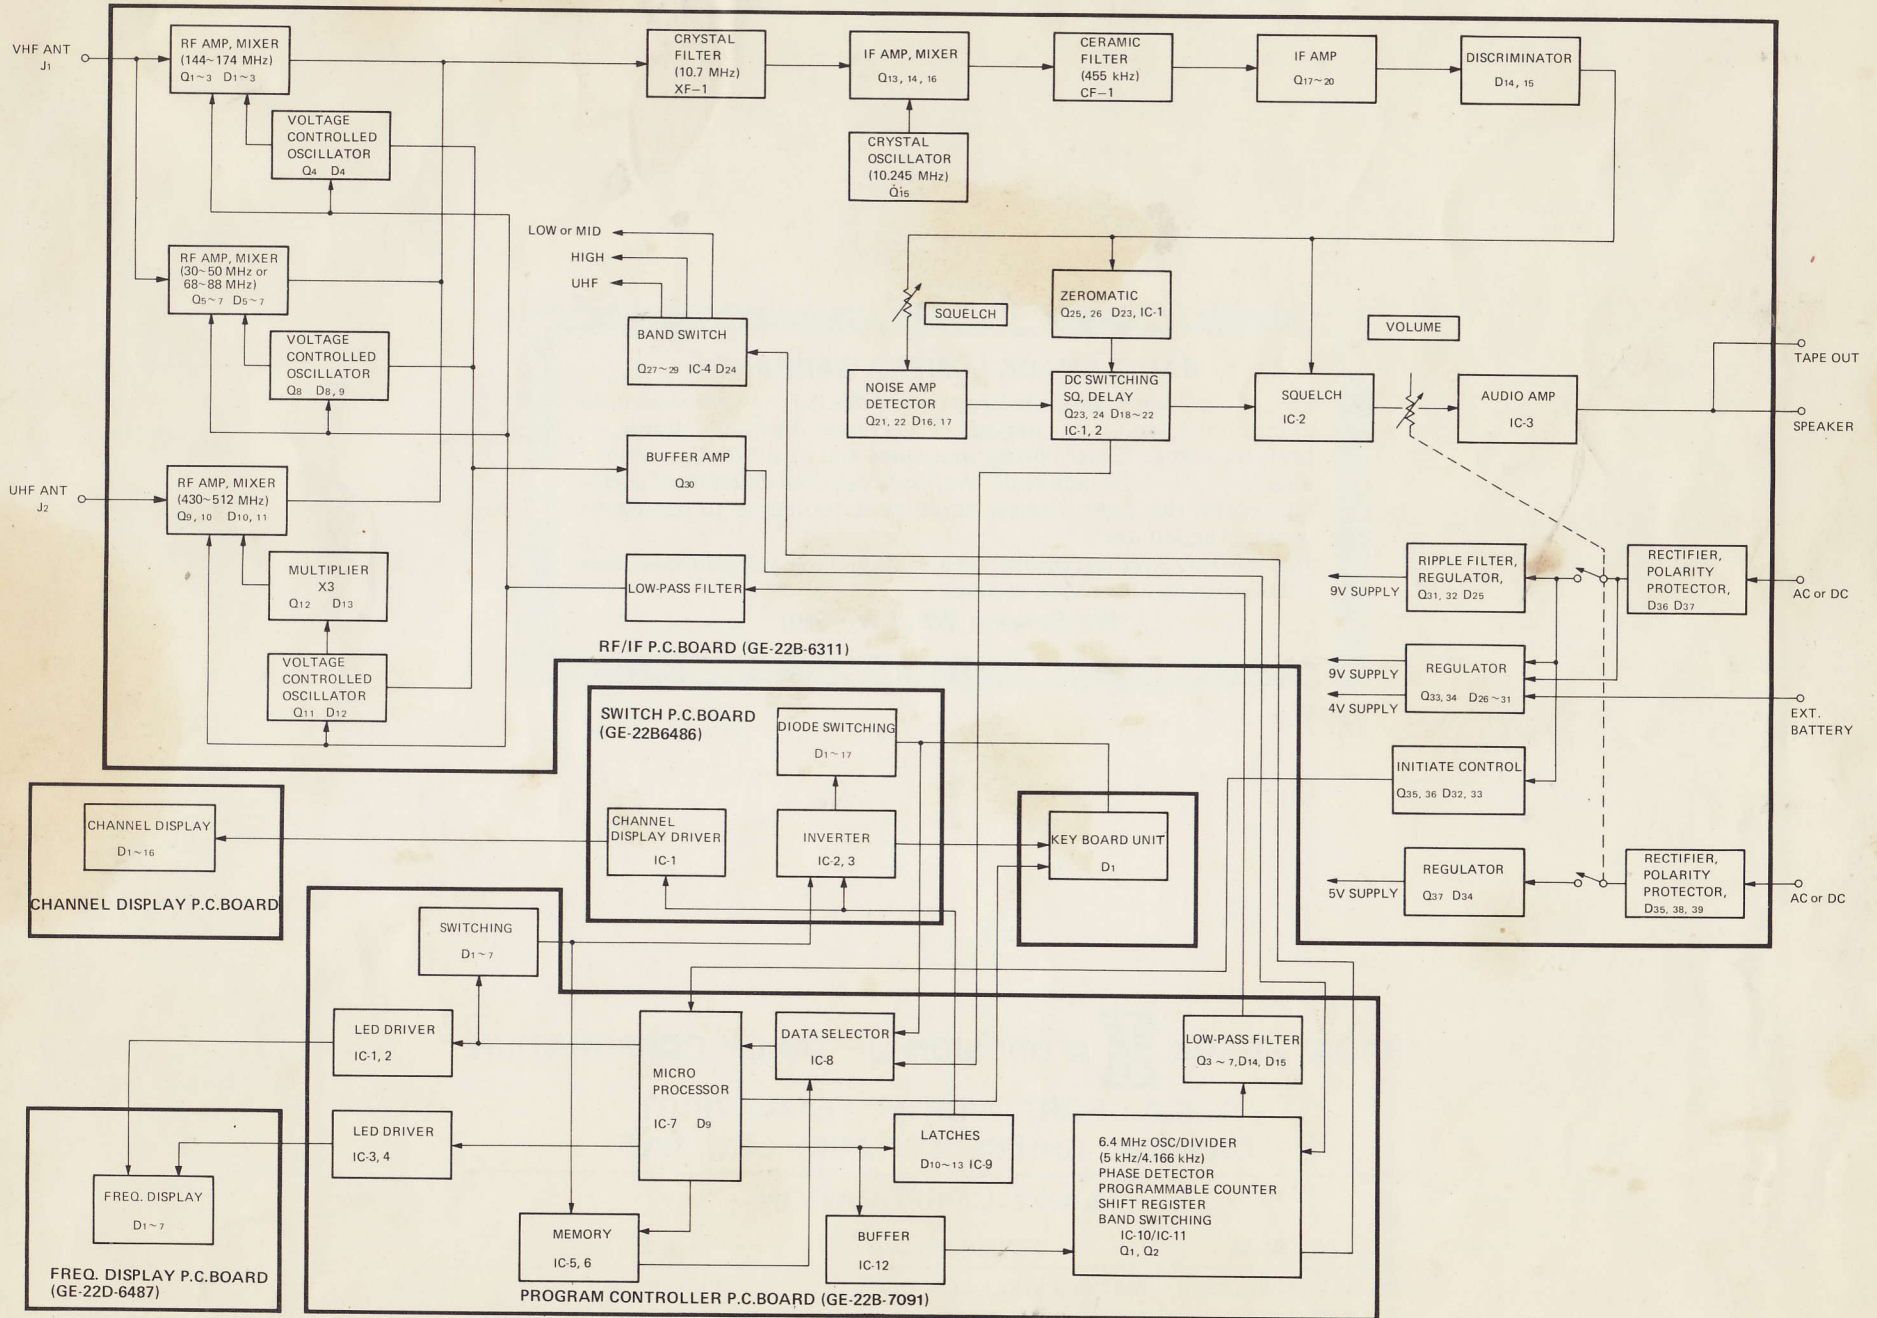 VHF ANT
J1
RF AMP, MIXER
(144~174 MHz)
Q1~3 D1~3
VOLTAGE
CONTROLLED
OSCILLATOR
Q4 D4
CRYSTAL
FILTER
(10.7 MHz)
XF-1
IF AMP, MIXER
Q13, 14, 16
CRYSTAL
OSCILLATOR
(10.245 MHz)
Q15
CERAMIC
FILTER
(455 kHz)
CF-1
IF AMP
Q17~20
DISCRIMINATOR
D14, 15
RF AMP, MIXER
(30~50 MHz or
68~88 MHz)
Q5~7 D5~7
VOLTAGE
CONTROLLED
OSCILLATOR
Q8 D8, 9
LOW or MID
HIGH
UHF
BAND SWITCH
Q27~29 IC-4 D24
SQUELCH
ZEROMATIC
Q25, 26 D23, IC-1
VOLUME
NOISE AMP
DETECTOR
Q21, 22 D16, 17
DC SWITCHING
SQ, DELAY
Q23, 24 D18~22
IC-1, 2
SQUELCH
IC-2
AUDIO AMP
IC-3
TAPE OUT
SPEAKER
UHF ANT
J2
RF AMP, MIXER
(430~512 MHz)
Q9, 10 D10, 11
MULTIPLIER
X3
Q12 D13
VOLTAGE
CONTROLLED
OSCILLATOR
Q11 D12
BUFFER AMP
Q30
LOW-PASS FILTER
RF/IF P.C.BOARD (GE-22B-6311)
9V SUPPLY
RIPPLE FILTER,
REGULATOR,
Q31, 32 D25
RECTIFIER,
POLARITY
PROTECTOR,
D36 D37
AC or DC
9V SUPPLY
4V SUPPLY
REGULATOR
Q33, 34 D26~31
EXT.
BATTERY
INITIATE CONTROL
Q35, 36 D32, 33
5V SUPPLY
REGULATOR
Q37 D34
RECTIFIER,
POLARITY
PROTECTOR,
D35, 38, 39
AC or DC
SWITCH P.C.BOARD
(GE-22B6486)
DIODE SWITCHING
D1~17
CHANNEL
DISPLAY DRIVER
IC-1
INVERTER
IC-2, 3
KEY BOARD UNIT
D1
CHANNEL DISPLAY
D1~16
CHANNEL DISPLAY P.C.BOARD
SWITCHING
D1~7
LED DRIVER
IC-1, 2
LED DRIVER
IC-3, 4
MICRO
PROCESSOR
IC-7 D9
DATA SELECTOR
IC-8
LATCHES
D10~13 IC-9
LOW-PASS FILTER
Q3~7,D14, D15
6.4 MHz OSC/DIVIDER
(5 kHz/4.166 kHz)
PHASE DETECTOR
PROGRAMMABLE COUNTER
SHIFT REGISTER
BAND SWITCHING
IC-10/IC-11
Q1, Q2
MEMORY
IC-5, 6
BUFFER
IC-12
PROGRAM CONTROLLER P.C.BOARD (GE-22B-7091)
FREQ. DISPLAY
D1~7
FREQ. DISPLAY P.C.BOARD
(GE-22D-6487)